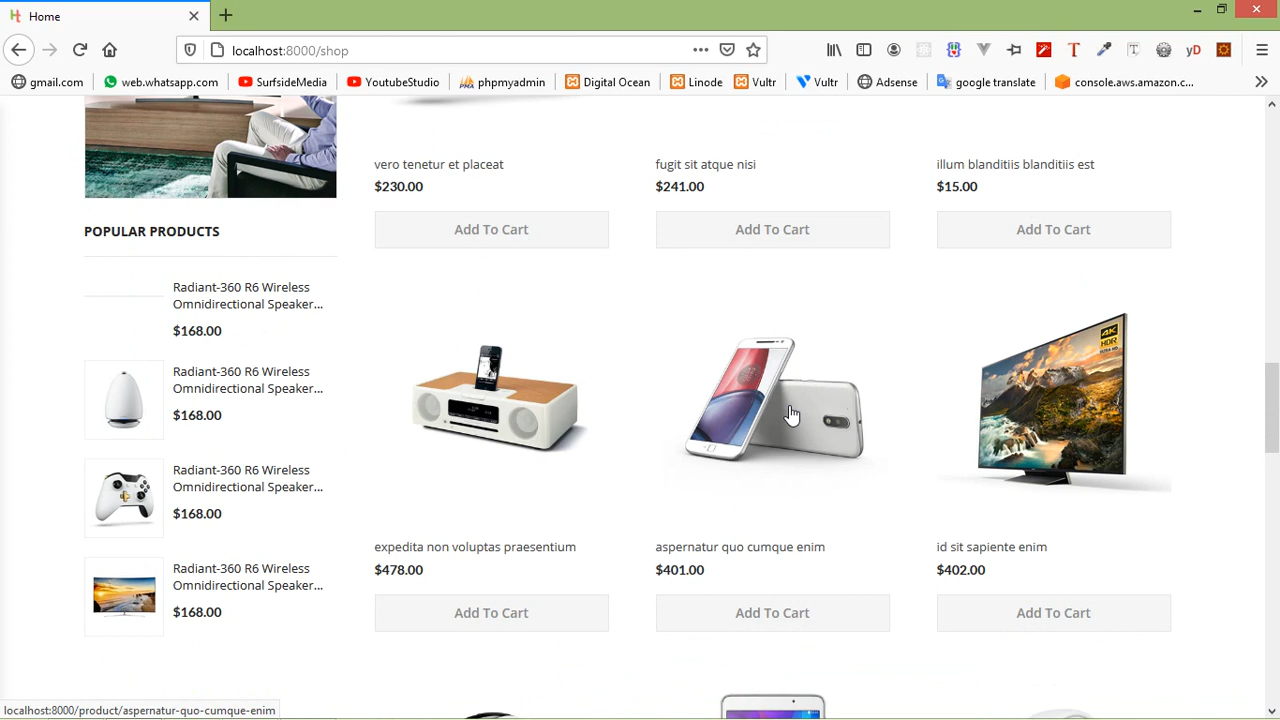 Home
localhost:8000/shop
gmail.com
web.whatsapp.com
SurfsideMedia
YoutubeStudio
phpmyadmin
Digital Ocean
Linode
Vultr
Vultr
Adsense
google translate
console.aws.amazon.c...
vero tenetur et placeat
$230.00
Add To Cart
fugit sit atque nisi
$241.00
Add To Cart
illum blanditiis blanditiis est
$15.00
Add To Cart
POPULAR PRODUCTS
Radiant-360 R6 Wireless
Omnidirectional Speaker...
$168.00
Radiant-360 R6 Wireless
Omnidirectional Speaker...
$168.00
Radiant-360 R6 Wireless
Omnidirectional Speaker...
$168.00
Radiant-360 R6 Wireless
Omnidirectional Speaker...
$168.00
4K
HDR
expedita non voluptas praesentium
$478.00
Add To Cart
aspernatur quo cumque enim
$401.00
Add To Cart
id sit sapiente enim
$402.00
Add To Cart
localhost:8000/product/aspernatur-quo-cumque-enim